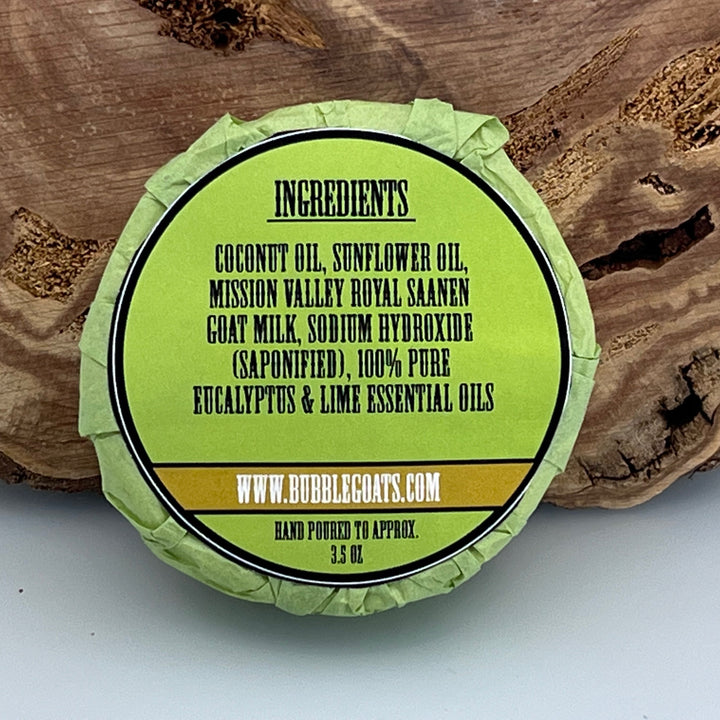 INGREDIENTS
COCONUT OIL, SUNFLOWER OIL,
MISSION VALLEY ROYAL SAANEN
GOAT MILK, SODIUM HYDROXIDE
(SAPONIFIED), 100% PURE
EUCALYPTUS & LIME ESSENTIAL OILS
WWW.BUBBLEGOATS.COM
HAND POURED TO APPROX.
3.5 OZ